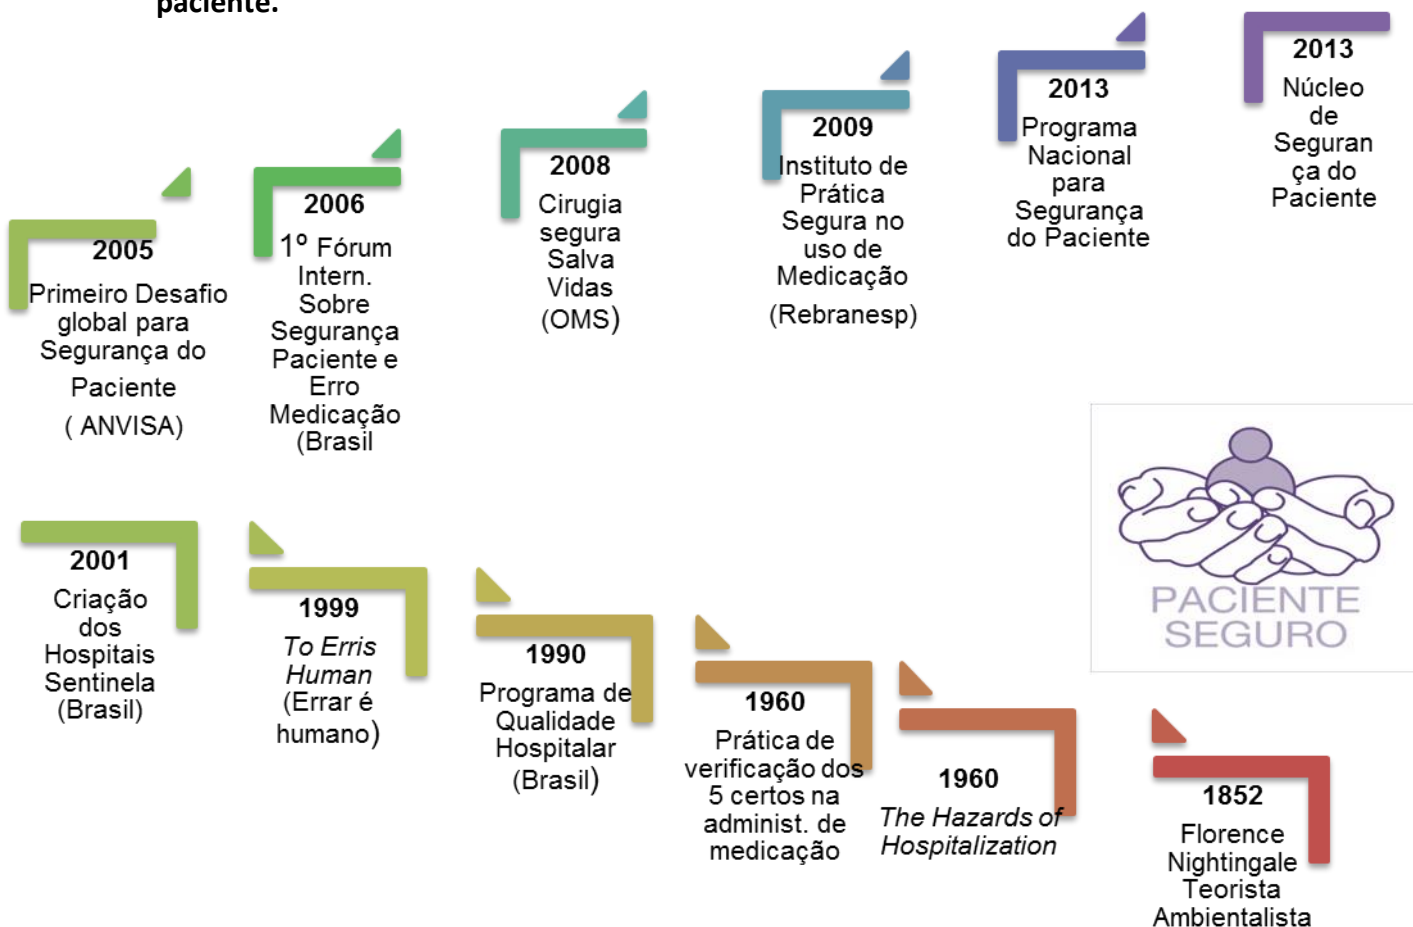 paciente.
2005
Primeiro Desafio
global para
Segurança do
Paciente
( ANVISA)
2006
1º Fórum
Intern.
Sobre
Segurança
Paciente e
Erro
Medicação
(Brasil
2008
Cirugia
segura
Salva
Vidas
(OMS)
2009
Instituto de
Prática
Segura no
uso de
Medicação
(Rebranesp)
2013
Programa
Nacional
para
Segurança
do Paciente
2013
Núcleo
de
Seguran
ça do
Paciente
PACIENTE
SEGURO
2001
Criação
dos
Hospitais
Sentinela
(Brasil)
1999
To Erris
Human
(Errar é
humano)
1990
Programa de
Qualidade
Hospitalar
(Brasil)
1960
Prática de
verificação dos
5 certos na
administ. de
medicação
1960
The Hazards of
Hospitalization
1852
Florence
Nightingale
Teorista
Ambientalista